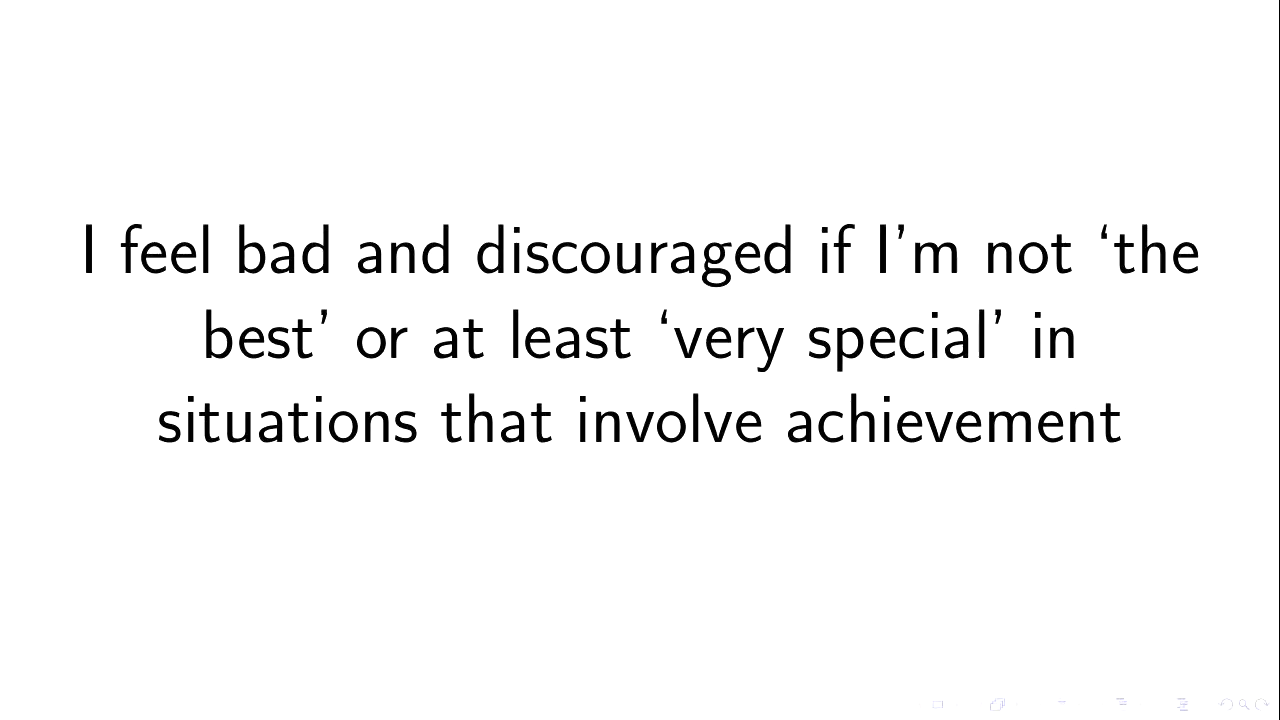 I feel bad and discouraged if I’m not ‘the
best’ or at least ‘very special’ in
situations that involve achievement